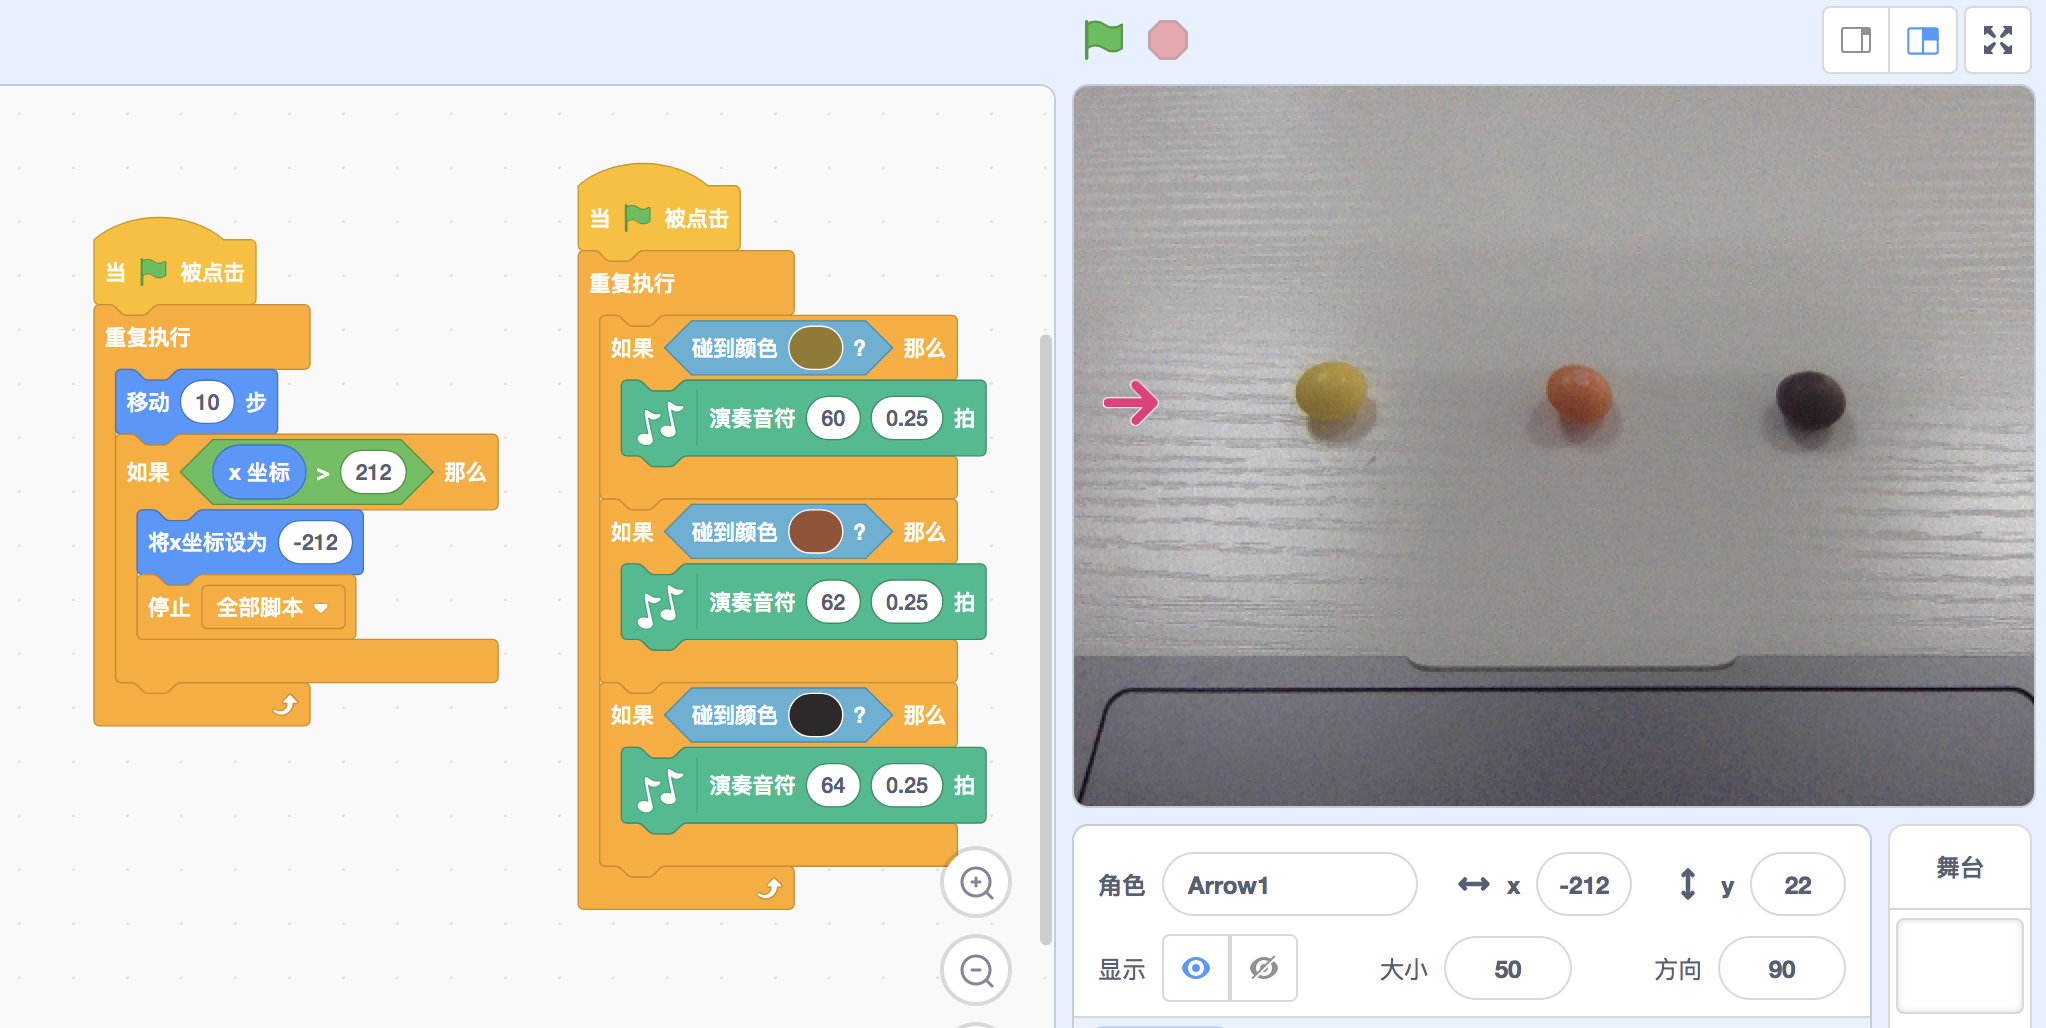 当 被点击
重复执行
移动 10 步
如果 x 坐标 > 212 那么
将x坐标设为 -212
停止 全部脚本
当 被点击
重复执行
如果 碰到颜色 ? 那么
演奏音符 60 0.25 拍
如果 碰到颜色 ? 那么
演奏音符 62 0.25 拍
如果 碰到颜色 ? 那么
演奏音符 64 0.25 拍
角色 Arrow1 x -212 y 22
显示 大小 50 方向 90
舞台